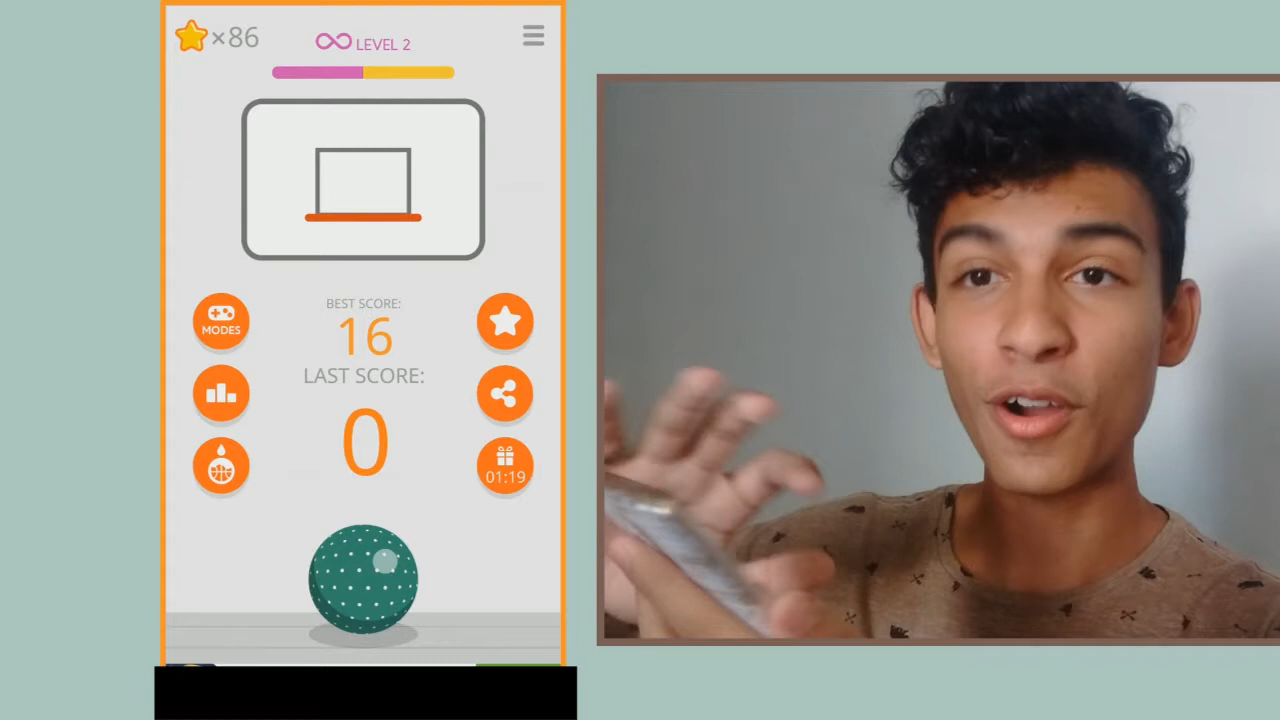 ×86
LEVEL 2
MODES
BEST SCORE:
16
LAST SCORE:
0
01:19